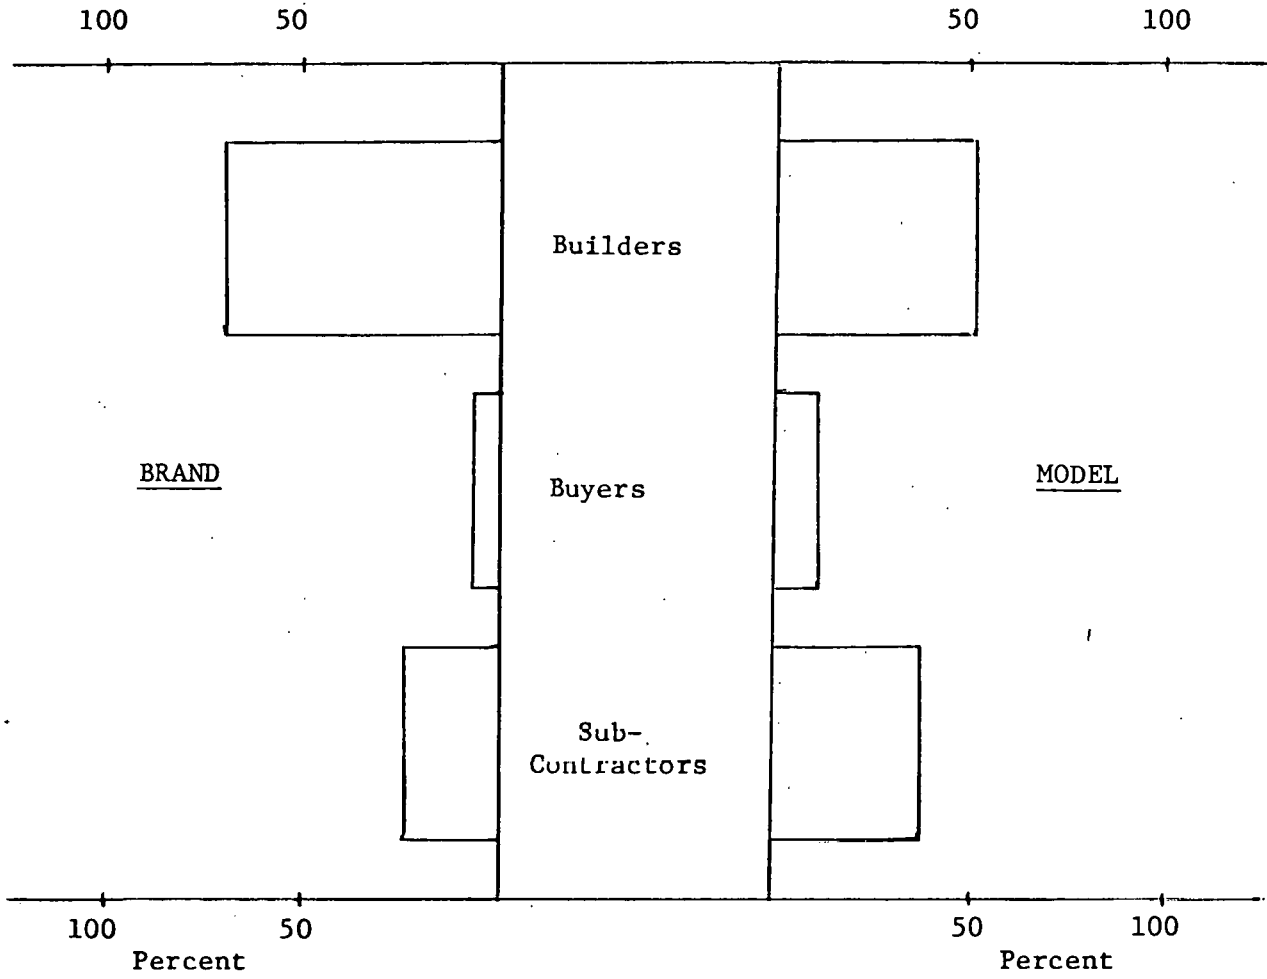 100 50 50 100
Builders
BRAND
Buyers
MODEL
Sub-
Contractors
100 50 50 100
Percent Percent